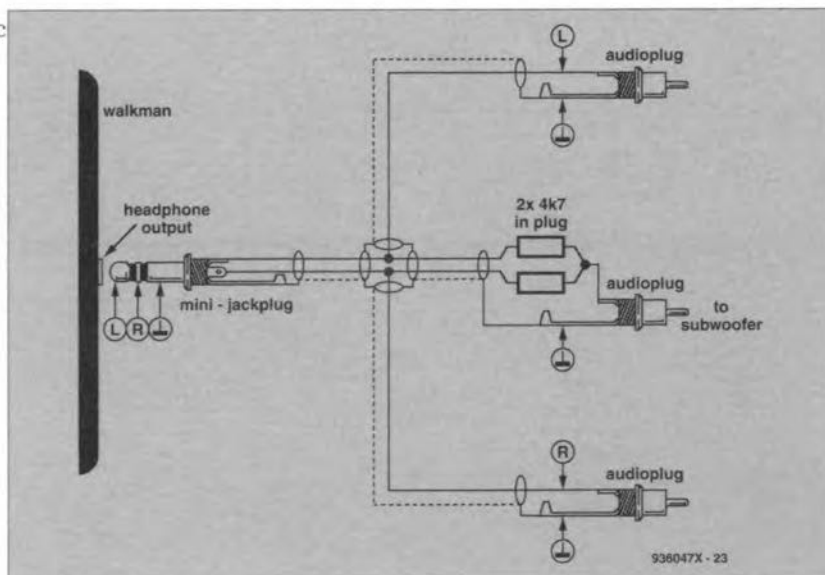 c
L
audioplug
walkman
headphone
output
2x 4k7
in plug
audioplug
to
subwoofer
mini - jackplug
L R
R
audioplug
936047X - 23